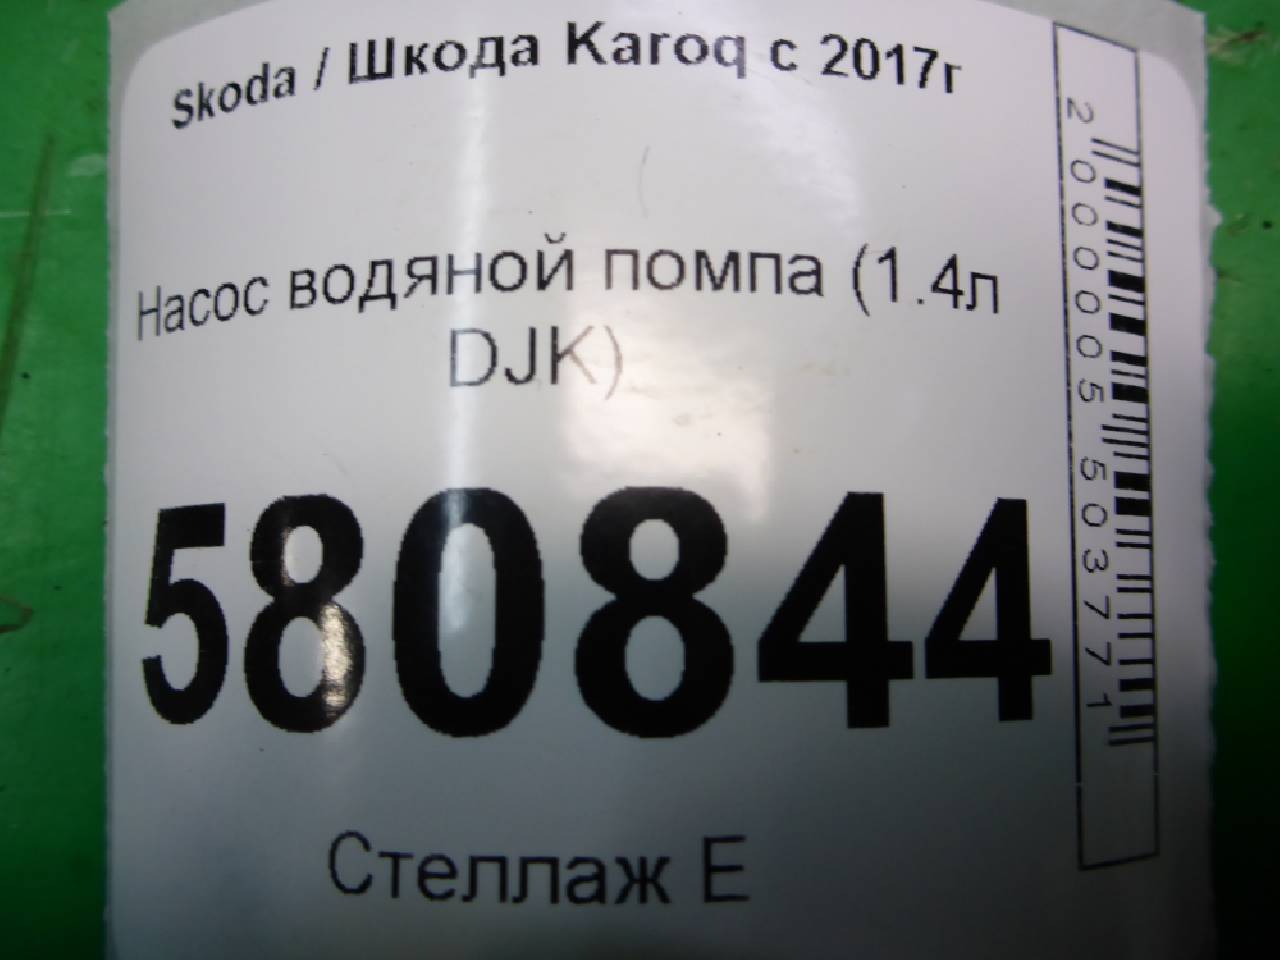 Skoda / Шкода Karoq с 2017г
Насос водяной помпа (1.4л
DJK)
580844
Стеллаж Е
2000005503771